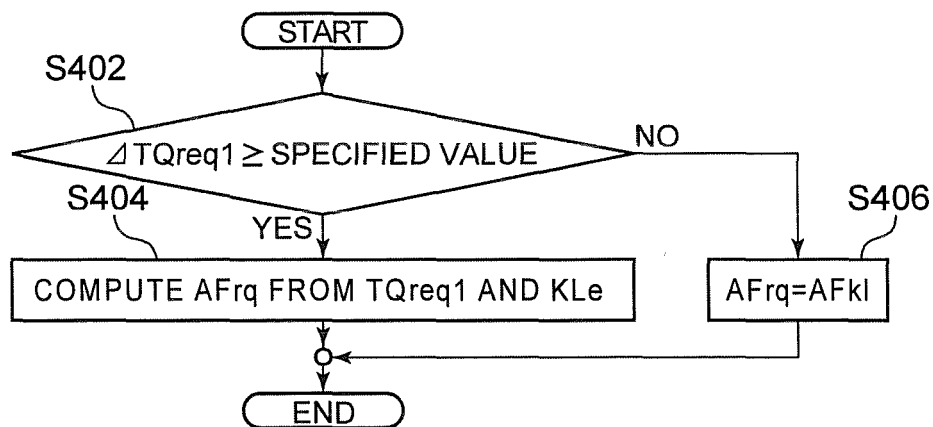 START
S402
⊿TQreq1 ≥ SPECIFIED VALUE
NO
S404
YES
S406
COMPUTE AFrq FROM TQreq1 AND KLe
AFrq=AFkl
END